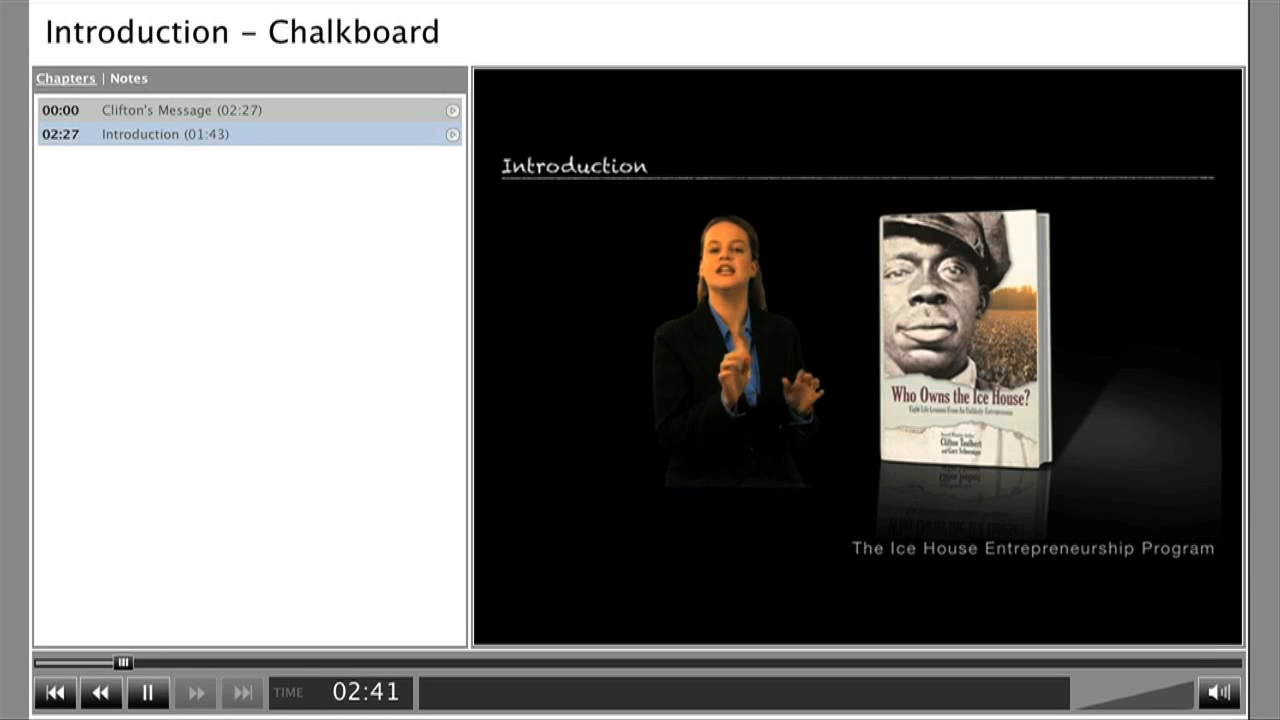 Introduction – Chalkboard
Chapters | Notes
00:00 Clifton's Message (02:27)
02:27 Introduction (01:43)
Introduction
Who Owns the Ice House?
Eight Life Lessons From An Unlikely Entrepreneur
Clifton Taulbert
The Ice House Entrepreneurship Program
TIME 02:41